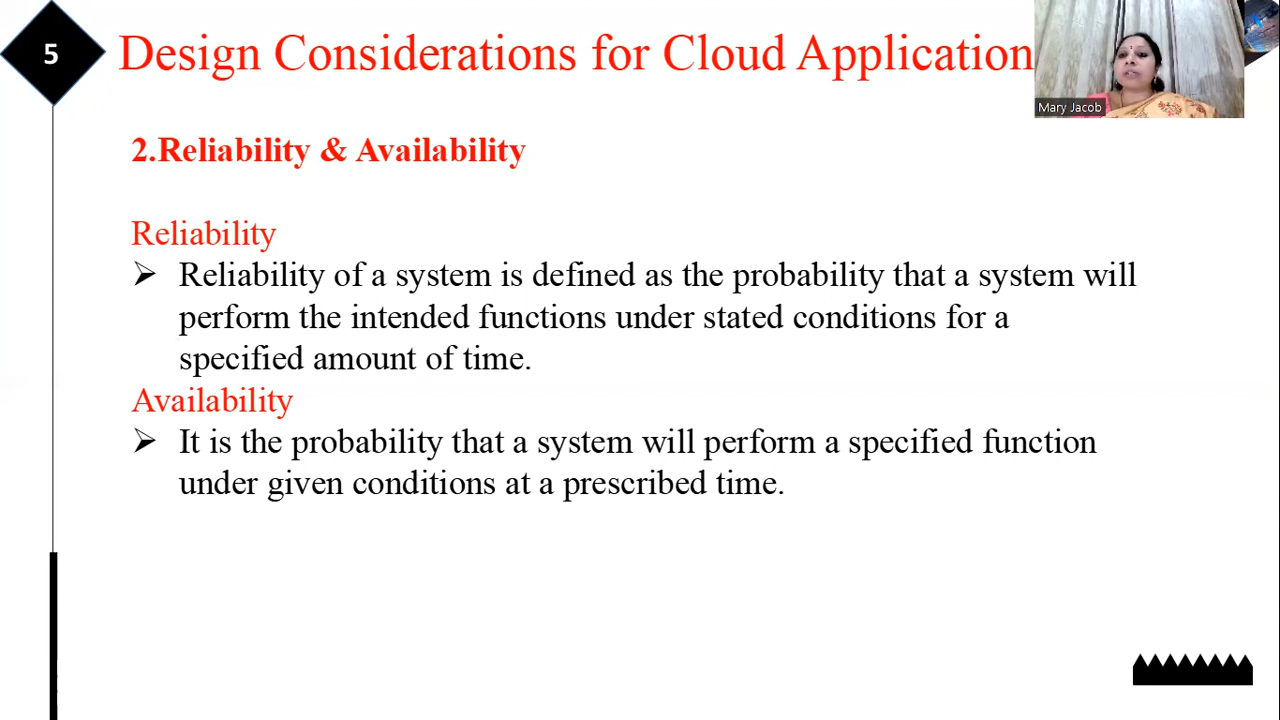 5
Design Considerations for Cloud Application
Mary Jacob
2.Reliability & Availability
Reliability
➢ Reliability of a system is defined as the probability that a system will
perform the intended functions under stated conditions for a
specified amount of time.
Availability
➢ It is the probability that a system will perform a specified function
under given conditions at a prescribed time.